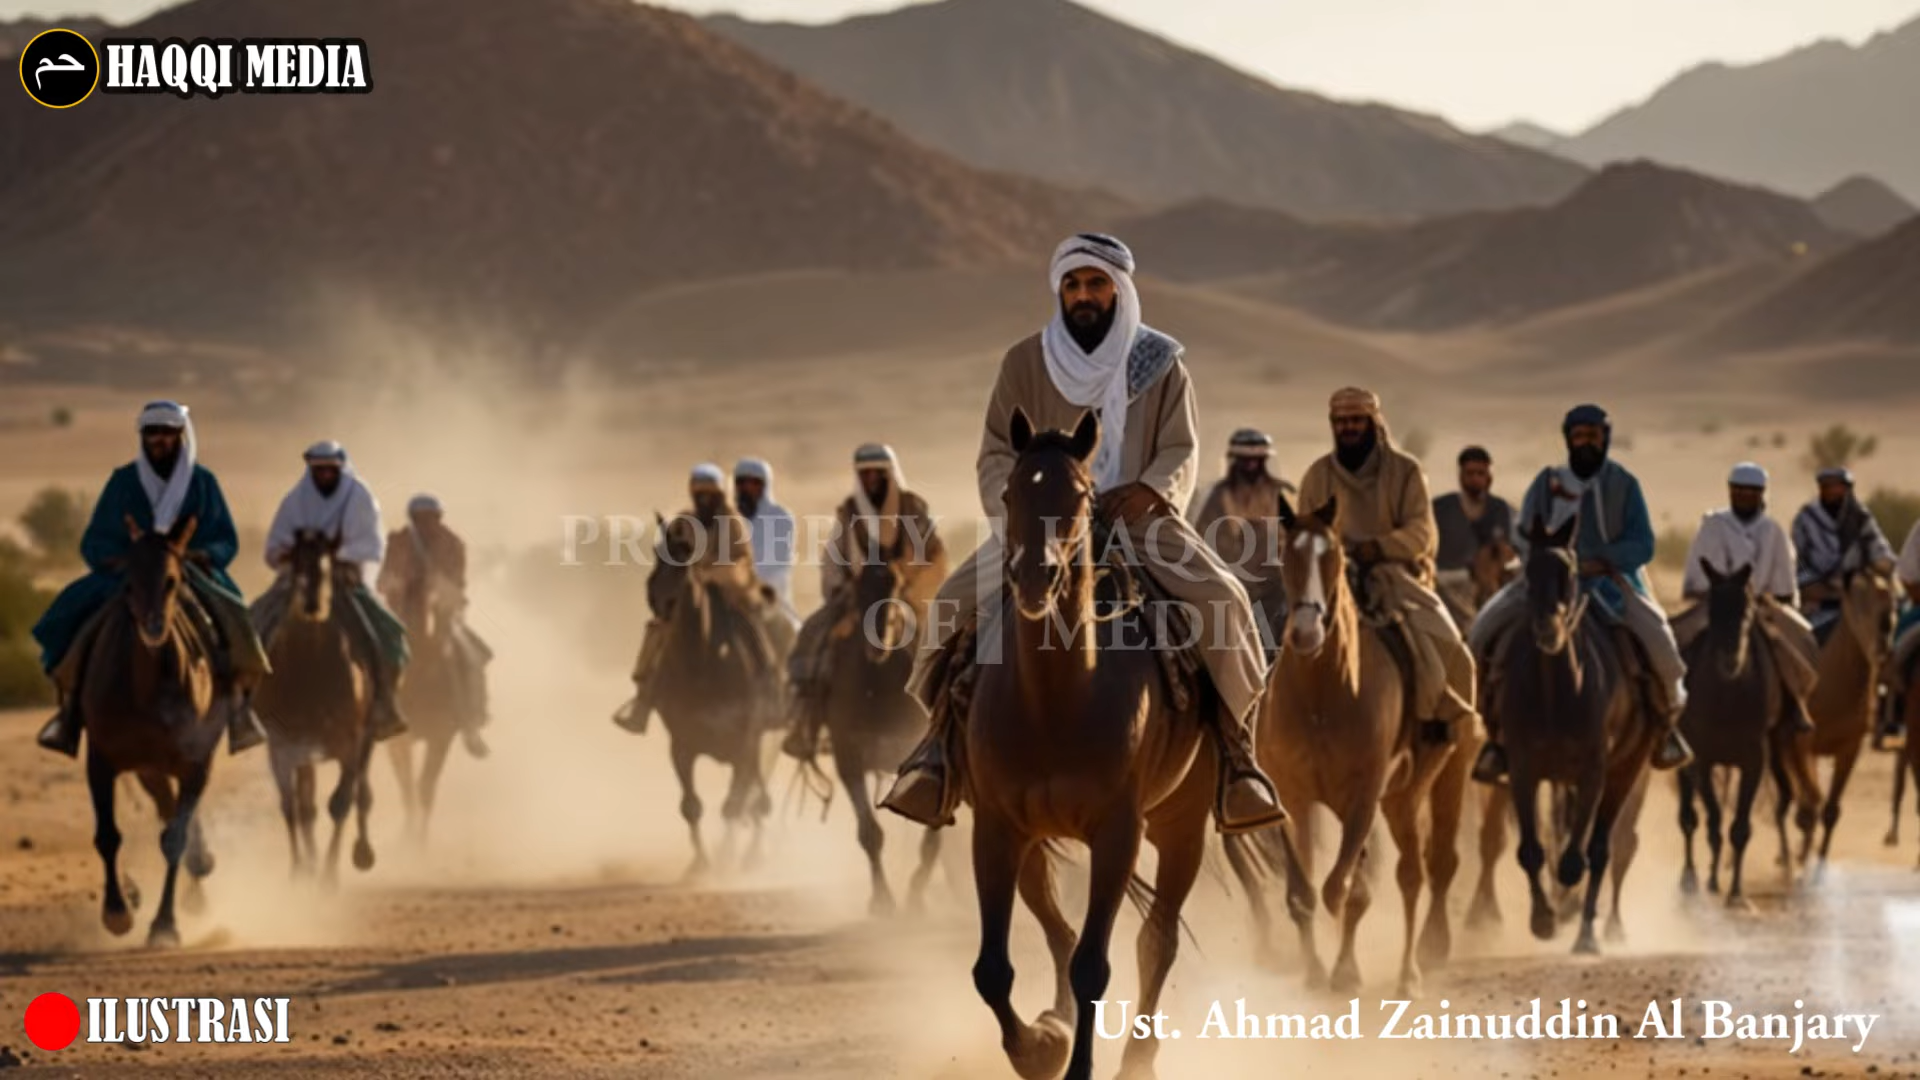 حم
HAQQI MEDIA
PROPERTY HAQQI
OF MEDIA
ILUSTRASI
Ust. Ahmad Zainuddin Al Banjary